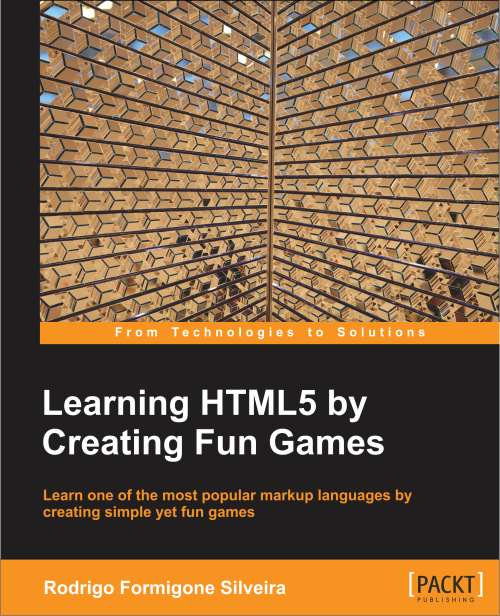 From Technologies to Solutions
Learning HTML5 by
Creating Fun Games
Learn one of the most popular markup languages by
creating simple yet fun games
Rodrigo Formigone Silveira
[PACKT]
PUBLISHING